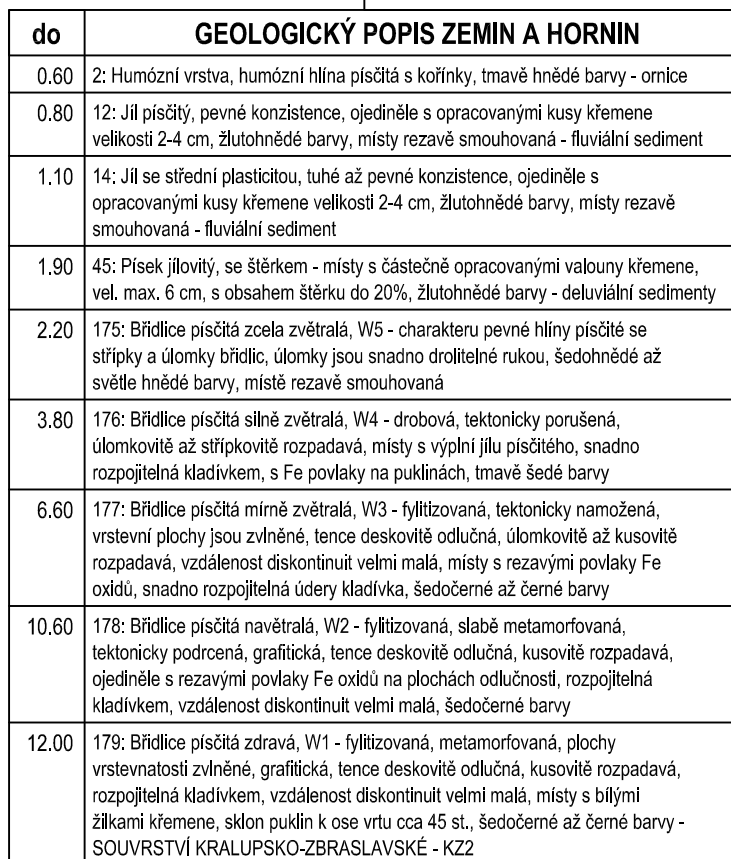 do GEOLOGICKÝ POPIS ZEMIN A HORNIN
0.60 2: Humózní vrstva, humózní hlína písčitá s kořínky, tmavě hnědé barvy - ornice
0.80 12: Jíl písčitý, pevné konzistence, ojediněle s opracovanými kusy křemene
velikosti 2-4 cm, žlutohnědé barvy, místy rezavě smouhovaná - fluviální sediment
1.10 14: Jíl se střední plasticitou, tuhé až pevné konzistence, ojediněle s
opracovanými kusy křemene velikosti 2-4 cm, žlutohnědé barvy, místy rezavě
smouhovaná - fluviální sediment
1.90 45: Písek jílovitý, se štěrkem - místy s částečně opracovanými valouny křemene,
vel. max. 6 cm, s obsahem štěrku do 20%, žlutohnědé barvy - deluviální sedimenty
2.20 175: Břidlice písčitá zcela zvětralá, W5 - charakteru pevné hlíny písčité se
střípky a úlomky břidlic, úlomky jsou snadno drolitelné rukou, šedohnědé až
světle hnědé barvy, místě rezavě smouhovaná
3.80 176: Břidlice písčitá silně zvětralá, W4 - drobová, tektonicky porušená,
úlomkovitě až střípkovitě rozpadavá, místy s výplní jílu písčitého, snadno
rozpojitelná kladívkem, s Fe povlaky na puklinách, tmavě šedé barvy
6.60 177: Břidlice písčitá mírně zvětralá, W3 - fylitizovaná, tektonicky namožená,
vrstevní plochy jsou zvlněné, tence deskovitě odlučná, úlomkovitě až kusovitě
rozpadavá, vzdálenost diskontinuit velmi malá, místy s rezavými povlaky Fe
oxidů, snadno rozpojitelná údery kladívka, šedočerné až černé barvy
10.60 178: Břidlice písčitá navětralá, W2 - fylitizovaná, slabě metamorfovaná,
tektonicky podrcená, grafitická, tence deskovitě odlučná, kusovitě rozpadavá,
ojediněle s rezavými povlaky Fe oxidů na plochách odlučnosti, rozpojitelná
kladívkem, vzdálenost diskontinuit velmi malá, šedočerné barvy
12.00 179: Břidlice písčitá zdravá, W1 - fylitizovaná, metamorfovaná, plochy
vrstevnatosti zvlněné, grafitická, tence deskovitě odlučná, kusovitě rozpadavá,
rozpojitelná kladívkem, vzdálenost diskontinuit velmi malá, místy s bílými
žilkami křemene, sklon puklin k ose vrtu cca 45 st., šedočerné až černé barvy -
SOUVRSTVÍ KRALUPSKO-ZBRASLAVSKÉ - KZ2